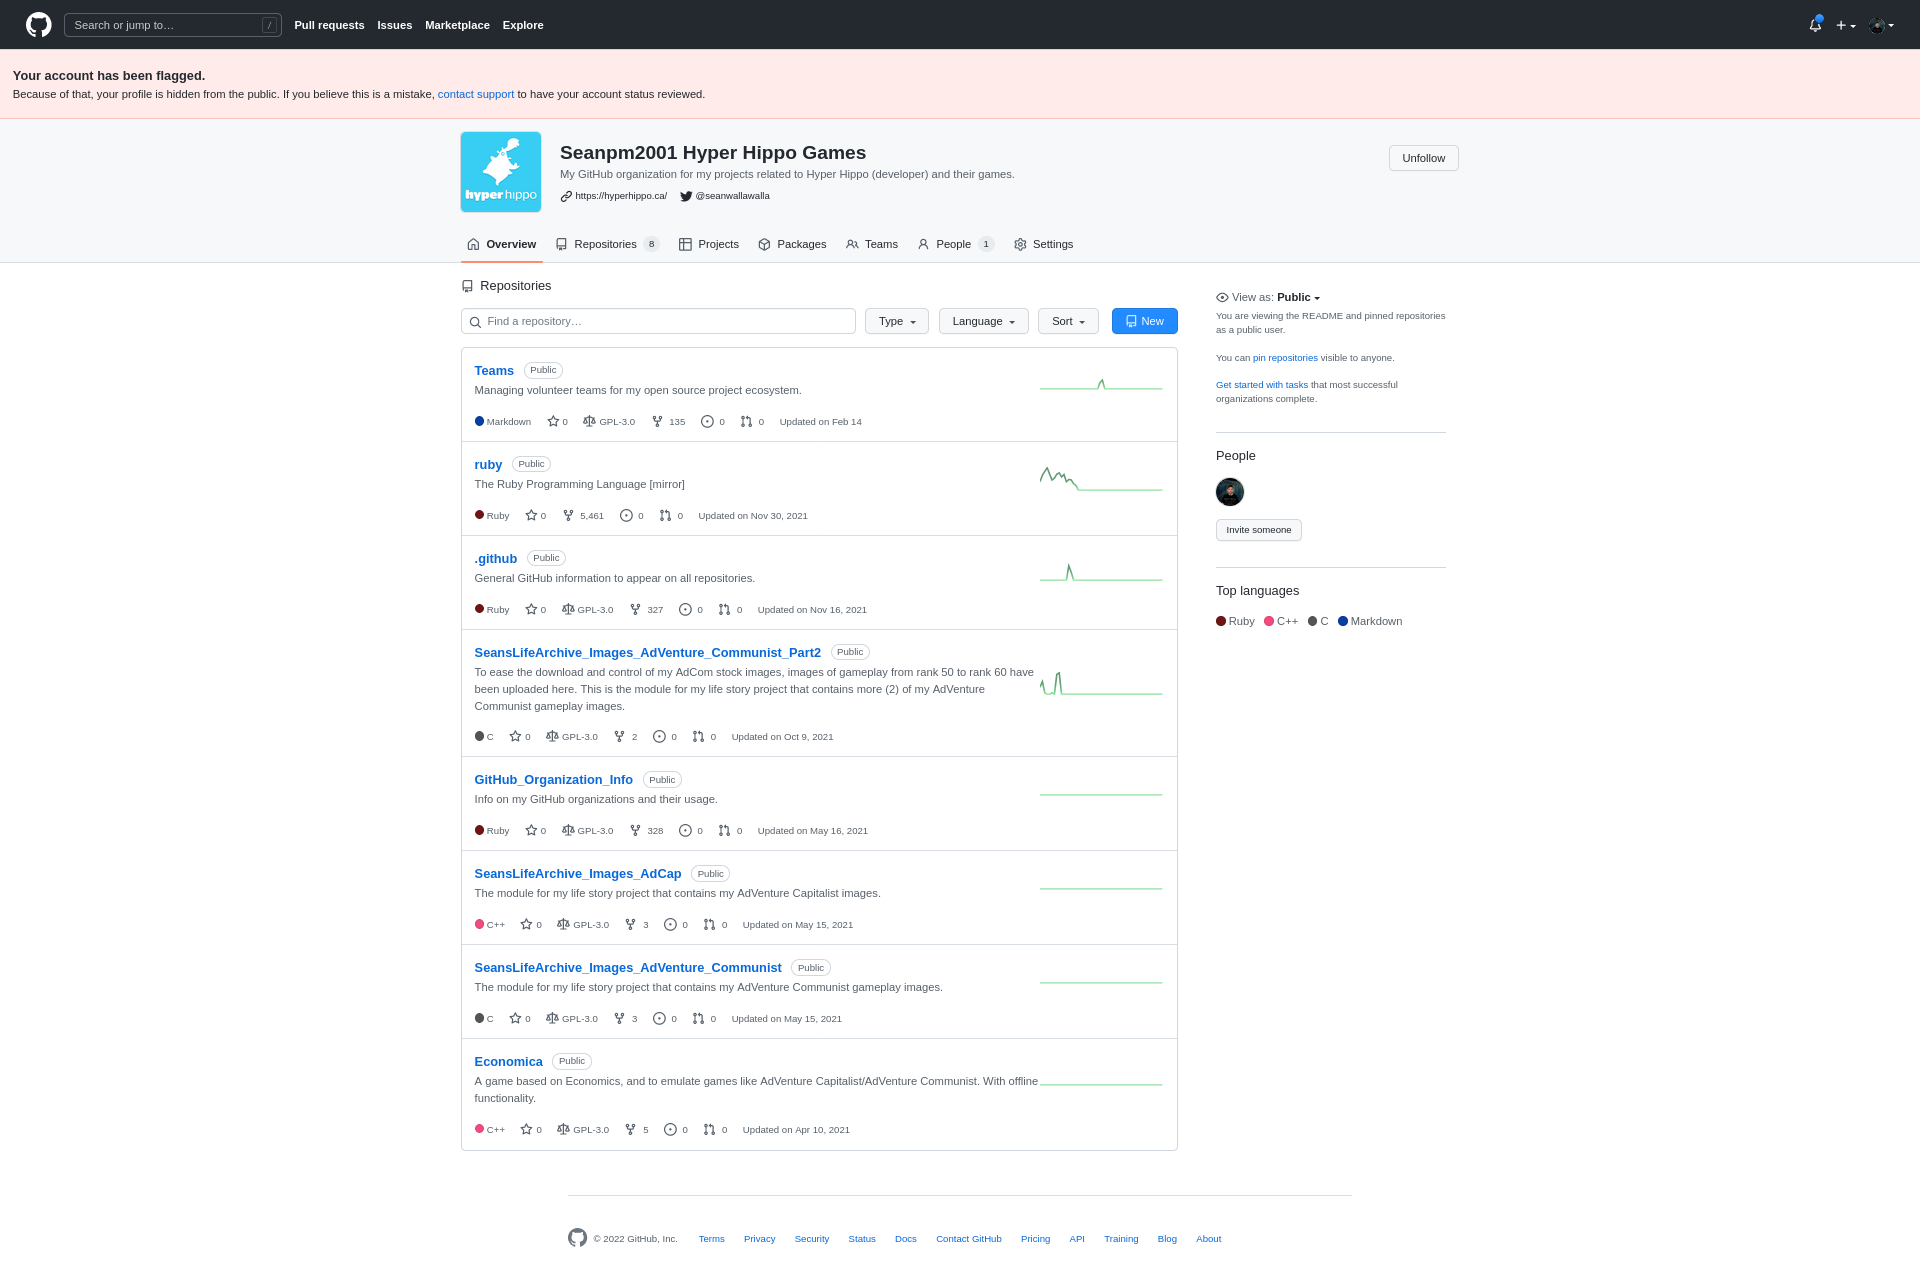 Search or jump to…
/
Pull requests
Issues
Marketplace
Explore
Your account has been flagged.
Because of that, your profile is hidden from the public. If you believe this is a mistake, contact support to have your account status reviewed.
hyper hippo
Seanpm2001 Hyper Hippo Games
Unfollow
My GitHub organization for my projects related to Hyper Hippo (developer) and their games.
https://hyperhippo.ca/
@seanwallawalla
Overview
Repositories 8
Projects
Packages
Teams
People 1
Settings
Repositories
Find a repository…
Type
Language
Sort
New
Teams Public
Managing volunteer teams for my open source project ecosystem.
Markdown 0 GPL-3.0 135 0 0 Updated on Feb 14
ruby Public
The Ruby Programming Language [mirror]
Ruby 0 5,461 0 0 Updated on Nov 30, 2021
.github Public
General GitHub information to appear on all repositories.
Ruby 0 GPL-3.0 327 0 0 Updated on Nov 16, 2021
SeansLifeArchive_Images_AdVenture_Communist_Part2 Public
To ease the download and control of my AdCom stock images, images of gameplay from rank 50 to rank 60 have
been uploaded here. This is the module for my life story project that contains more (2) of my AdVenture
Communist gameplay images.
C 0 GPL-3.0 2 0 0 Updated on Oct 9, 2021
GitHub_Organization_Info Public
Info on my GitHub organizations and their usage.
Ruby 0 GPL-3.0 328 0 0 Updated on May 16, 2021
SeansLifeArchive_Images_AdCap Public
The module for my life story project that contains my AdVenture Capitalist images.
C++ 0 GPL-3.0 3 0 0 Updated on May 15, 2021
SeansLifeArchive_Images_AdVenture_Communist Public
The module for my life story project that contains my AdVenture Communist gameplay images.
C 0 GPL-3.0 3 0 0 Updated on May 15, 2021
Economica Public
A game based on Economics, and to emulate games like AdVenture Capitalist/AdVenture Communist. With offline
functionality.
C++ 0 GPL-3.0 5 0 0 Updated on Apr 10, 2021
View as: Public
You are viewing the README and pinned repositories
as a public user.
You can pin repositories visible to anyone.
Get started with tasks that most successful
organizations complete.
People
Invite someone
Top languages
Ruby C++ C Markdown
© 2022 GitHub, Inc.
Terms
Privacy
Security
Status
Docs
Contact GitHub
Pricing
API
Training
Blog
About